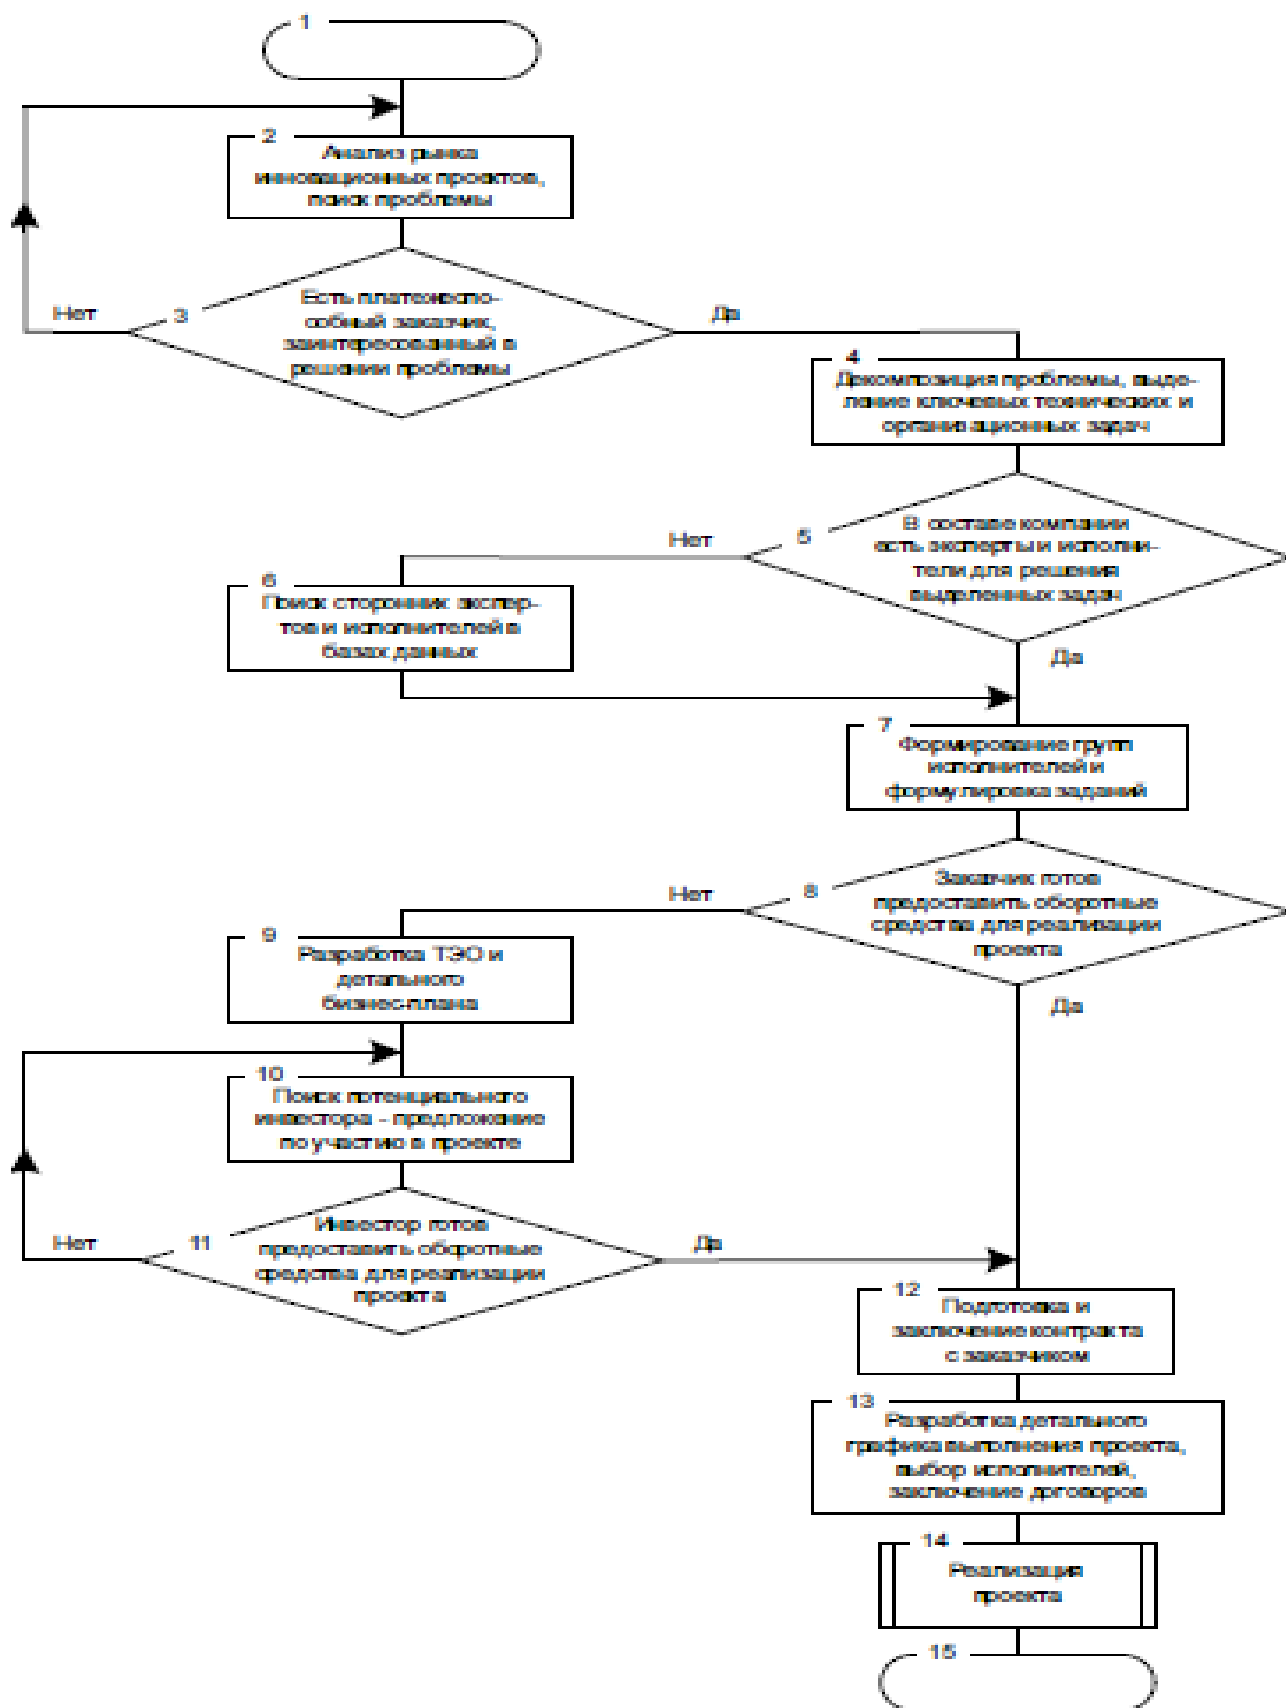 1
2
Анализ рынка
инновационных проектов,
поиск проблемы
Нет
3
Есть платежеспо-
собный заказчик,
заинтересованный в
решении проблемы
Да
4
Декомпозиция проблемы, выде-
ление ключевых технических и
организационных задач
Нет
5
В составе компании
есть эксперты и исполни-
тели для решения
выделенных задач
Да
6
Поиск сторонник экспер-
тов и исполнителей в
базах данных
7
Формирование групп
исполнителей и
формулировка заданий
Нет
8
Заказчик готов
предоставить оборотные
средства для реализации
проекта
Да
9
Разработка ТЭО и
детального
бизнес-плана
10
Поиск потенциального
инвестора - предложение
по участию в проекте
Нет
11
Инвестор готов
предоставить оборотные
средства для реализации
проекта
Да
12
Подготовка и
заключение контракта
с заказчиком
13
Разработка детального
графика выполнения проекта,
выбор исполнителей,
заключение договоров
14
Реализация
проекта
15